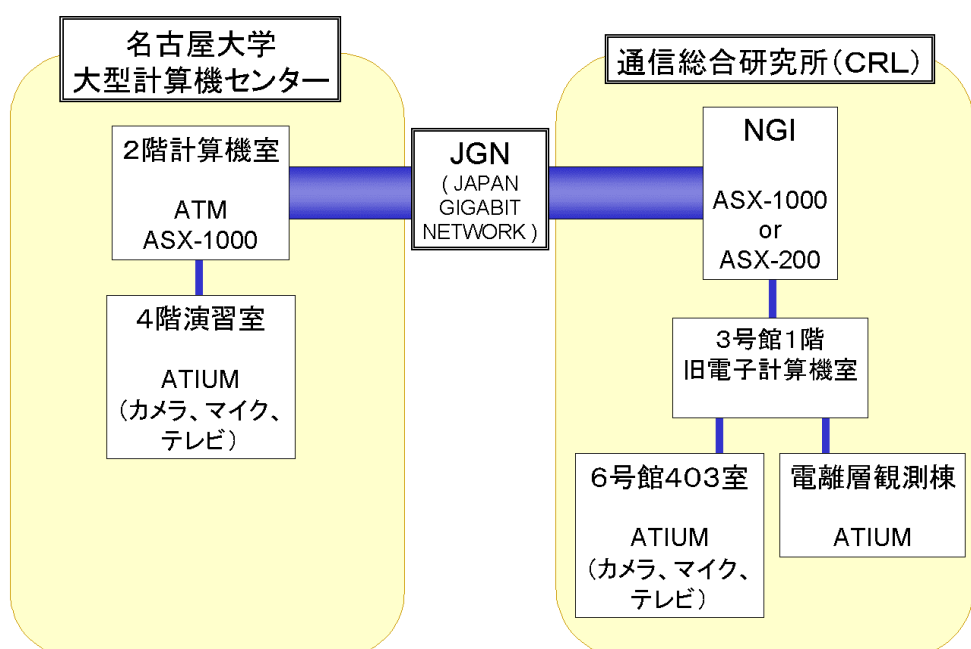 名古屋大学
大型計算機センター
2階計算機室
ATM
ASX-1000
4階演習室
ATIUM
(カメラ、マイク、
テレビ)
JGN
(JAPAN
GIGABIT
NETWORK)
通信総合研究所(CRL)
NGI
ASX-1000
or
ASX-200
3号館1階
旧電子計算機室
6号館403室
ATIUM
(カメラ、マイク、
テレビ)
電離層観測棟
ATIUM